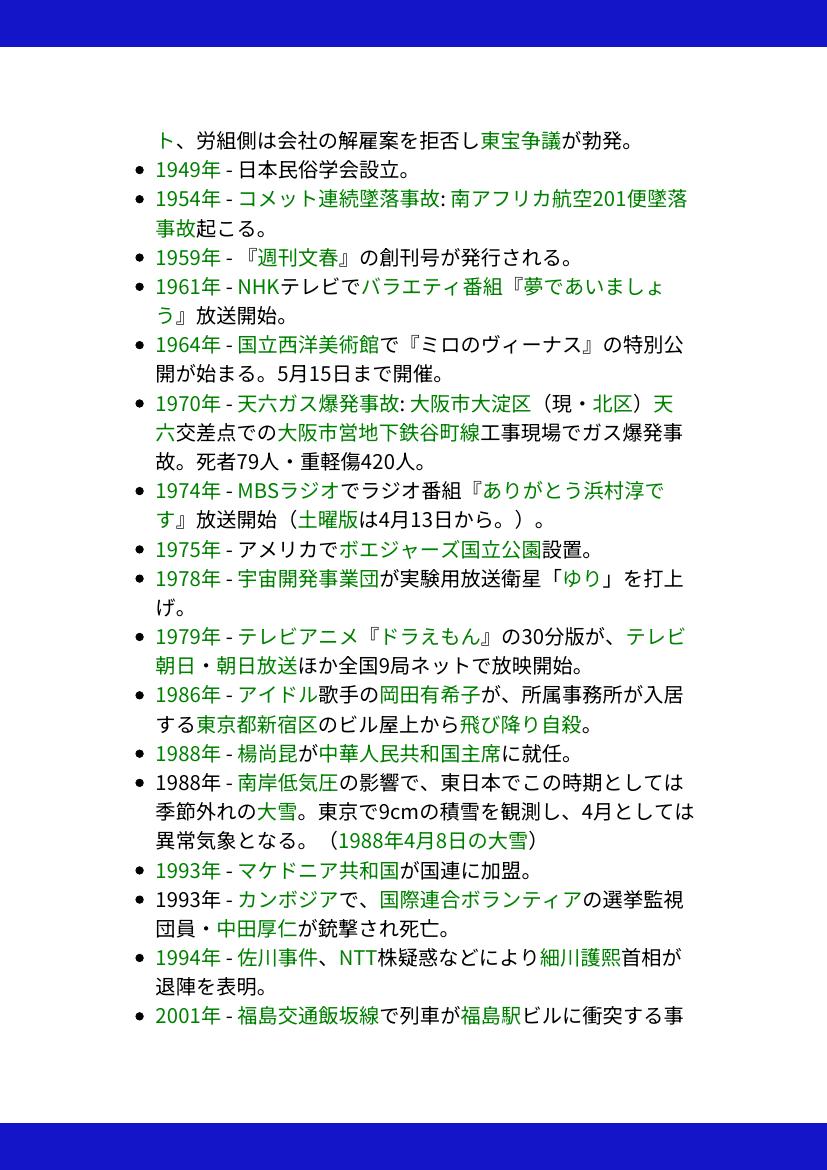 ト、労組側は会社の解雇案を拒否し東宝争議が勃発。
1949年 - 日本民俗学会設立。
1954年 - コメット連続墜落事故: 南アフリカ航空201便墜落
事故起こる。
1959年 - 『週刊文春』の創刊号が発行される。
1961年 - NHKテレビでバラエティ番組『夢であいましょ
う』放送開始。
1964年 - 国立西洋美術館で『ミロのヴィーナス』の特別公
開が始まる。5月15日まで開催。
1970年 - 天六ガス爆発事故: 大阪市大淀区（現・北区）天
六交差点での大阪市営地下鉄谷町線工事現場でガス爆発事
故。死者79人・重軽傷420人。
1974年 - MBSラジオでラジオ番組『ありがとう浜村淳で
す』放送開始（土曜版は4月13日から。）。
1975年 - アメリカでボエジャーズ国立公園設置。
1978年 - 宇宙開発事業団が実験用放送衛星「ゆり」を打上
げ。
1979年 - テレビアニメ『ドラえもん』の30分版が、テレビ
朝日・朝日放送ほか全国9局ネットで放映開始。
1986年 - アイドル歌手の岡田有希子が、所属事務所が入居
する東京都新宿区のビル屋上から飛び降り自殺。
1988年 - 楊尚昆が中華人民共和国主席に就任。
1988年 - 南岸低気圧の影響で、東日本でこの時期としては
季節外れの大雪。東京で9cmの積雪を観測し、4月としては
異常気象となる。（1988年4月8日の大雪）
1993年 - マケドニア共和国が国連に加盟。
1993年 - カンボジアで、国際連合ボランティアの選挙監視
団員・中田厚仁が銃撃され死亡。
1994年 - 佐川事件、NTT株疑惑などにより細川護熙首相が
退陣を表明。
2001年 - 福島交通飯坂線で列車が福島駅ビルに衝突する事